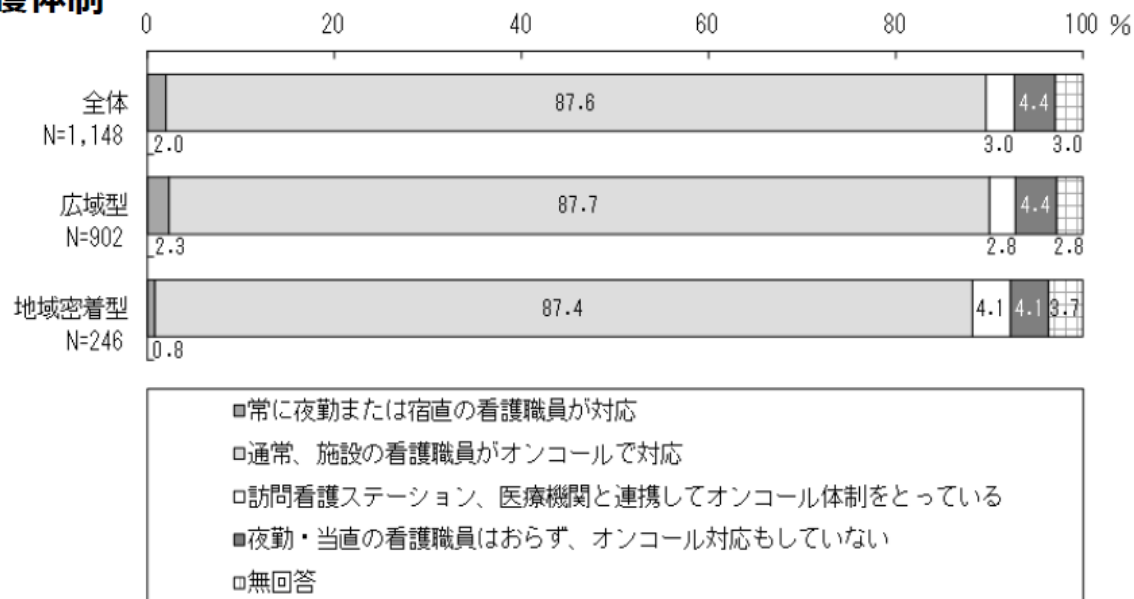 護体制
0 20 40 60 80 100 %
全体
N=1,148
87.6
4.4
2.0
3.0
3.0
広域型
N=902
87.7
4.4
2.3
2.8
2.8
地域密着型
N=246
87.4
4.1
4.1
3.7
0.8
常に夜勤または宿直の看護職員が対応
通常、施設の看護職員がオンコールで対応
訪問看護ステーション、医療機関と連携してオンコール体制をとっている
夜勤・当直の看護職員はおらず、オンコール対応もしていない
無回答